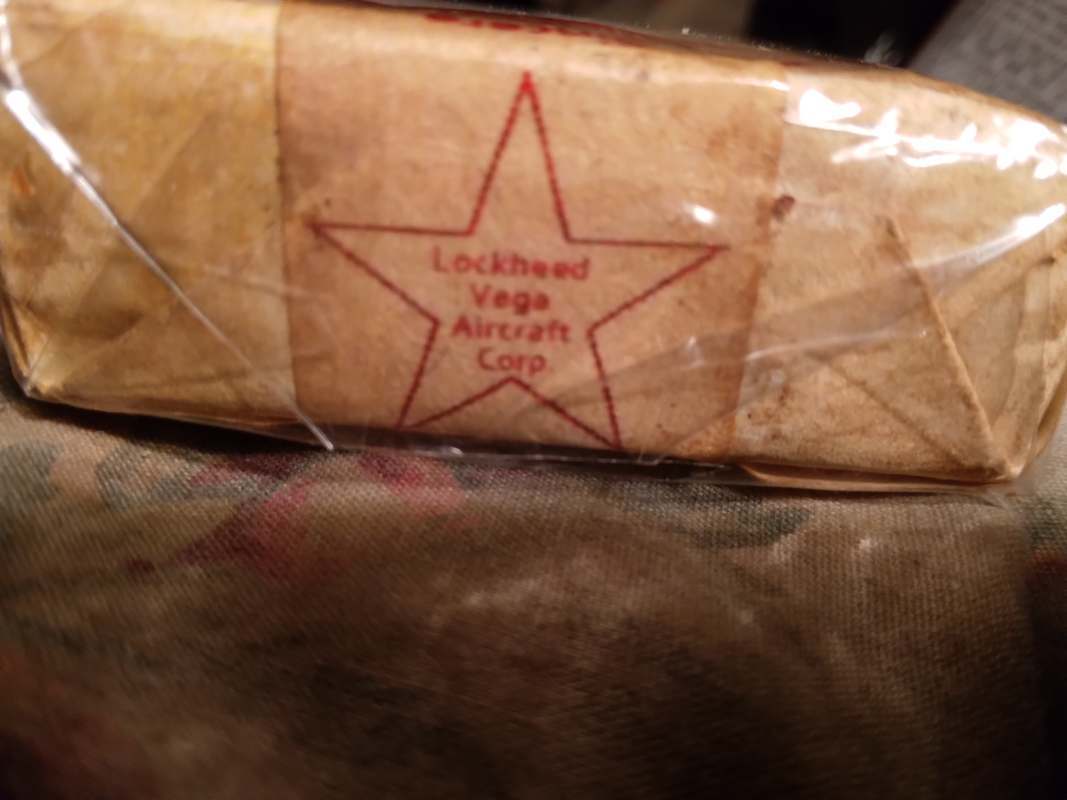 Lockheed
Vega
Aircraft
Corp.